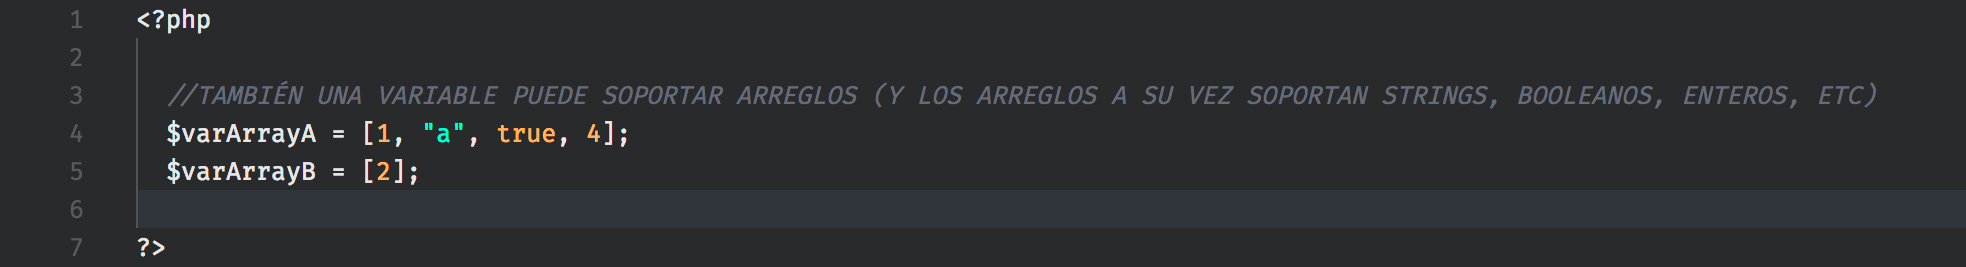 1 <?php
2
3 //TAMBIÉN UNA VARIABLE PUEDE SOPORTAR ARREGLOS (Y LOS ARREGLOS A SU VEZ SOPORTAN STRINGS, BOOLEANOS, ENTEROS, ETC)
4 $varArrayA = [1, "a", true, 4];
5 $varArrayB = [2];
6
7 ?>